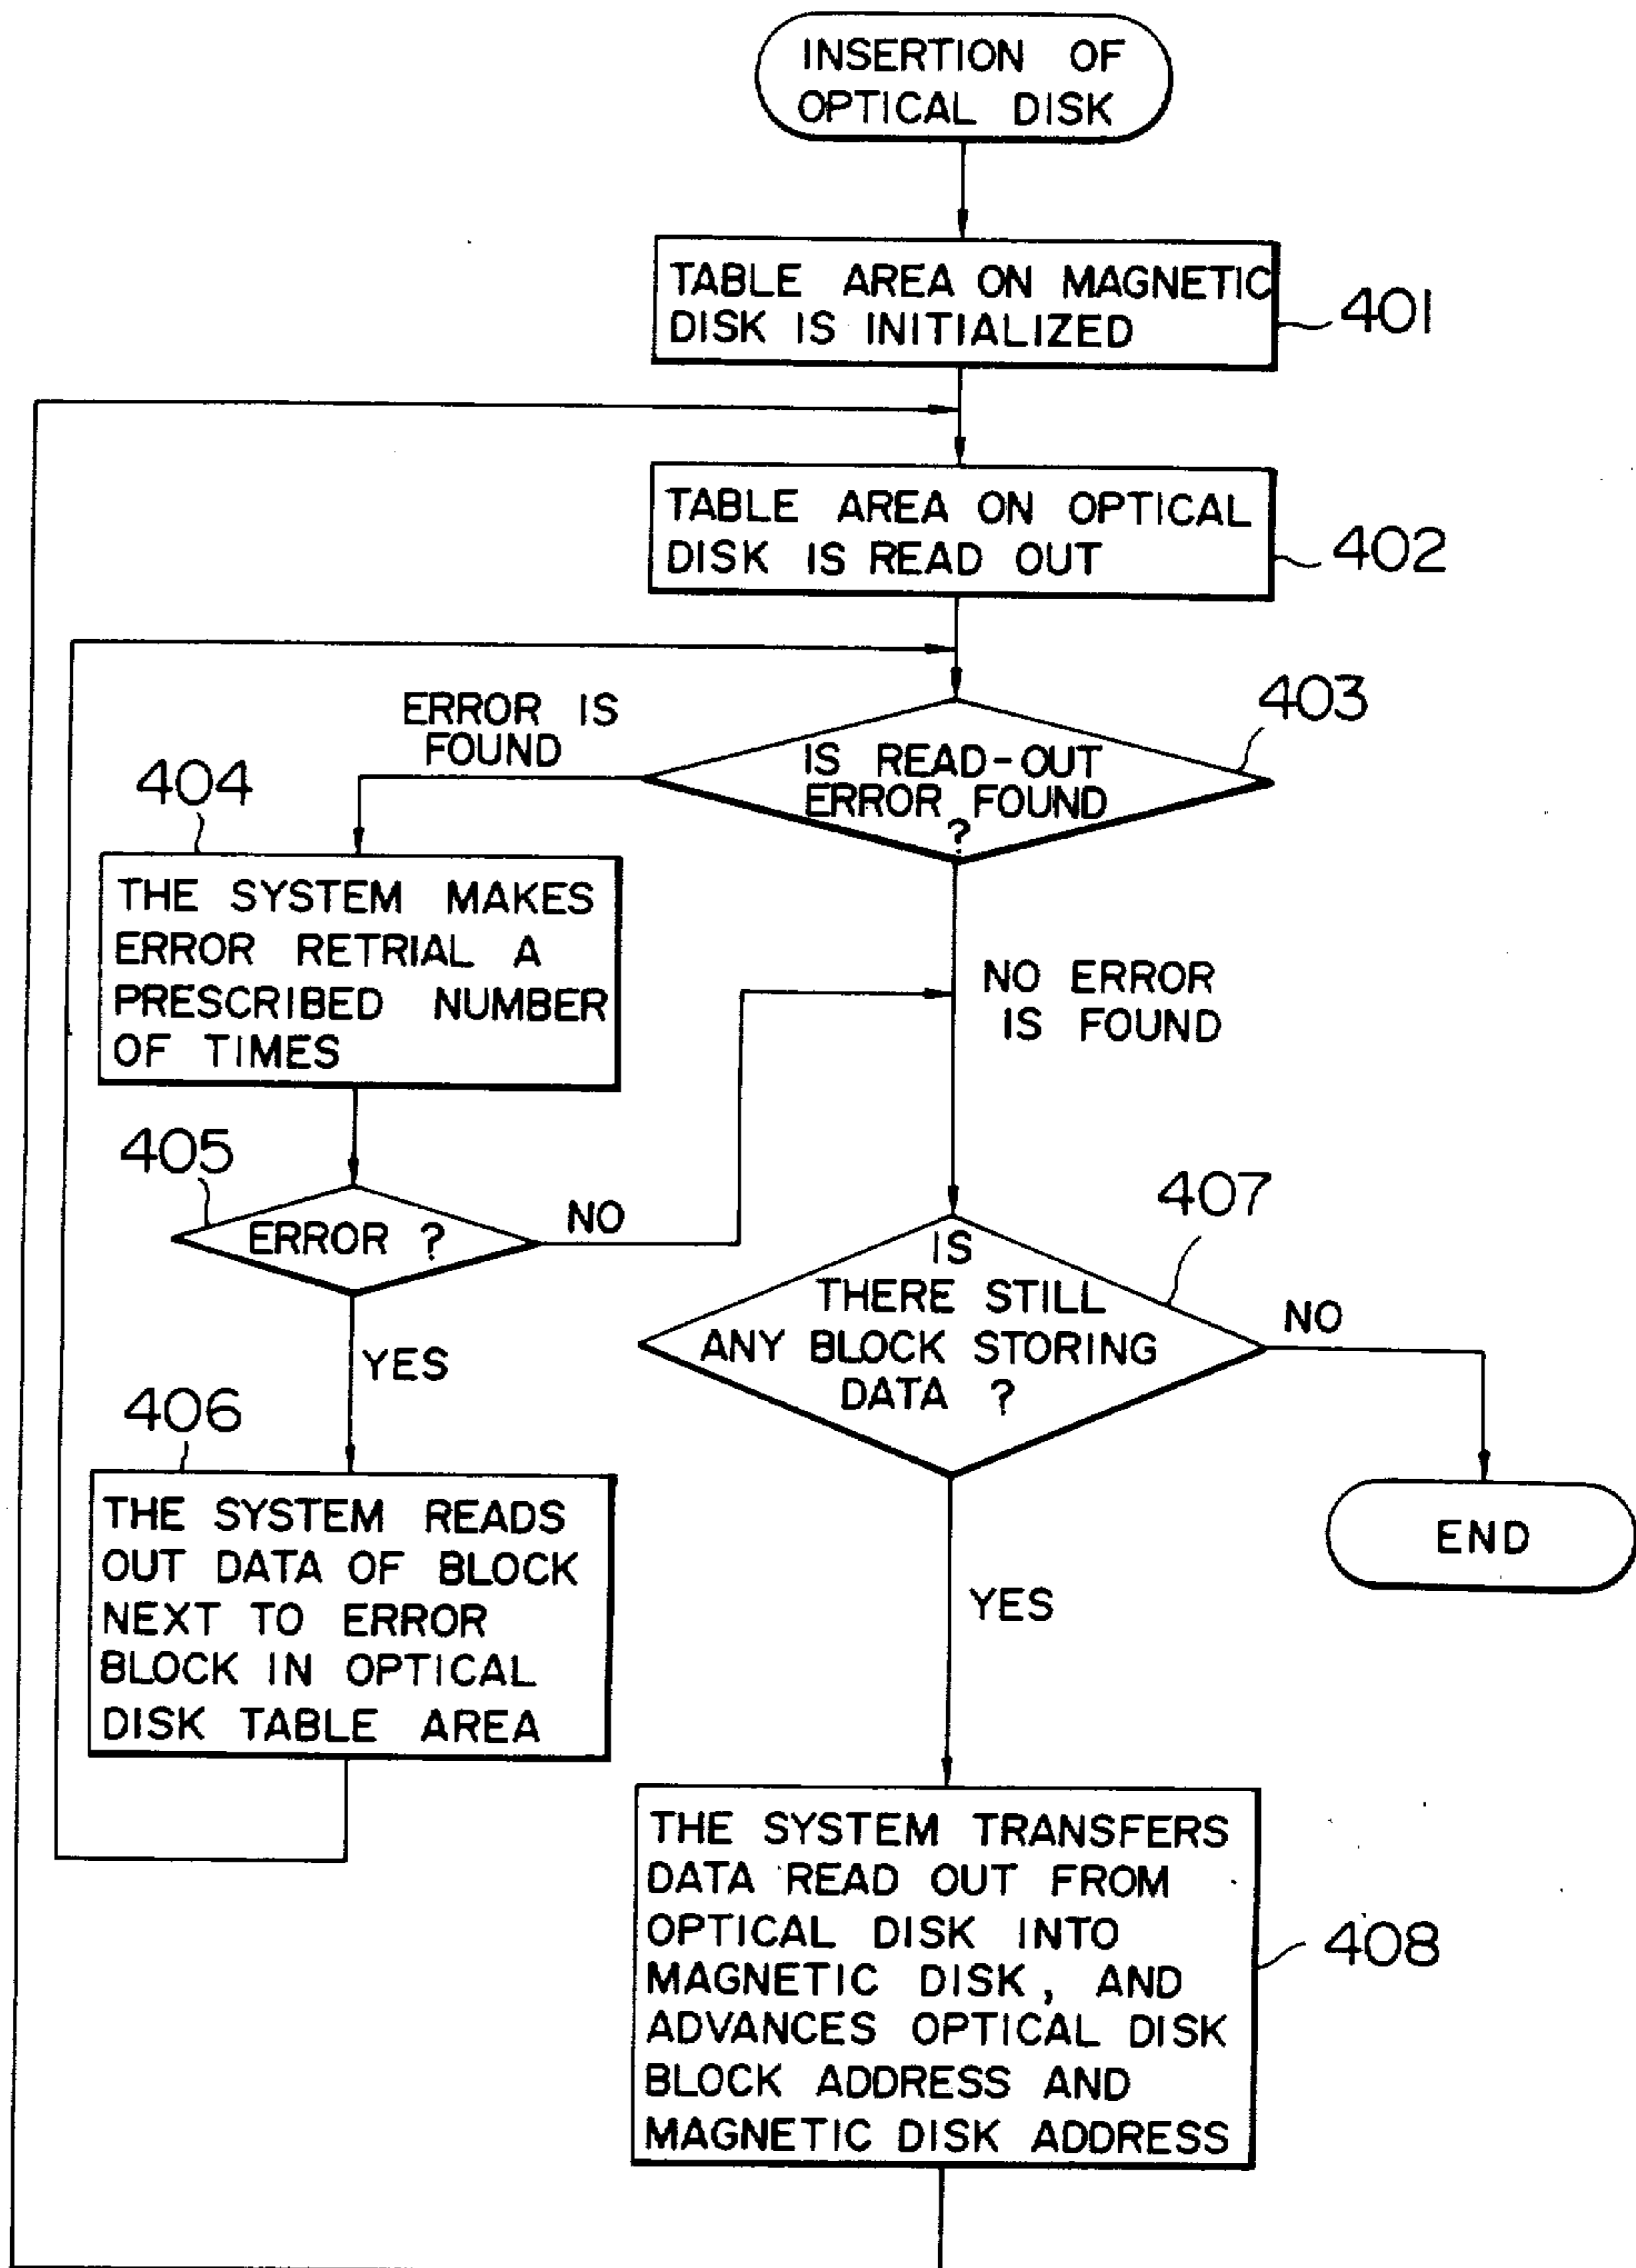 INSERTION OF
OPTICAL DISK
TABLE AREA ON MAGNETIC
DISK IS INITIALIZED
401
TABLE AREA ON OPTICAL
DISK IS READ OUT
402
403
ERROR IS
FOUND
IS READ-OUT
ERROR FOUND
?
404
THE SYSTEM MAKES
ERROR RETRIAL A
PRESCRIBED NUMBER
OF TIMES
NO ERROR
IS FOUND
405
ERROR ?
NO
407
IS
THERE STILL
ANY BLOCK STORING
DATA ?
NO
YES
406
THE SYSTEM READS
OUT DATA OF BLOCK
NEXT TO ERROR
BLOCK IN OPTICAL
DISK TABLE AREA
END
YES
THE SYSTEM TRANSFERS
DATA READ OUT FROM
OPTICAL DISK INTO
MAGNETIC DISK, AND
ADVANCES OPTICAL DISK
BLOCK ADDRESS AND
MAGNETIC DISK ADDRESS
408